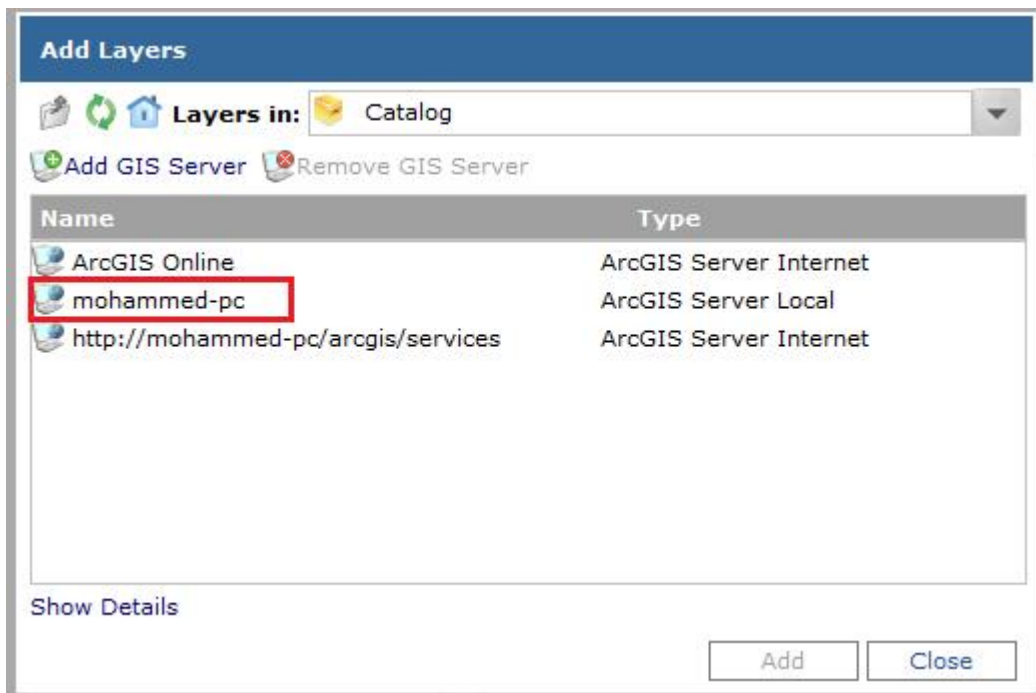 Add Layers
Layers in: Catalog
Add GIS Server Remove GIS Server
Name Type
ArcGIS Online ArcGIS Server Internet
mohammed-pc ArcGIS Server Local
http://mohammed-pc/arcgis/services ArcGIS Server Internet
Show Details
Add Close